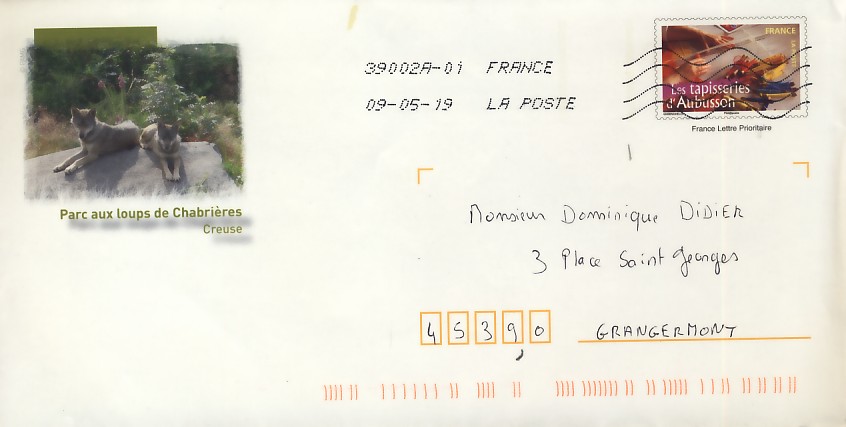 39002A-01 FRANCE
09-05-19 LA POSTE
FRANCE
Les tapisseries
d'Aubusson
France Lettre Prioritaire
Parc aux loups de Chabrières
Creuse
Monsieur Dominique DiDiER
3 Place Saint Georges
45390 GRANGERMONT